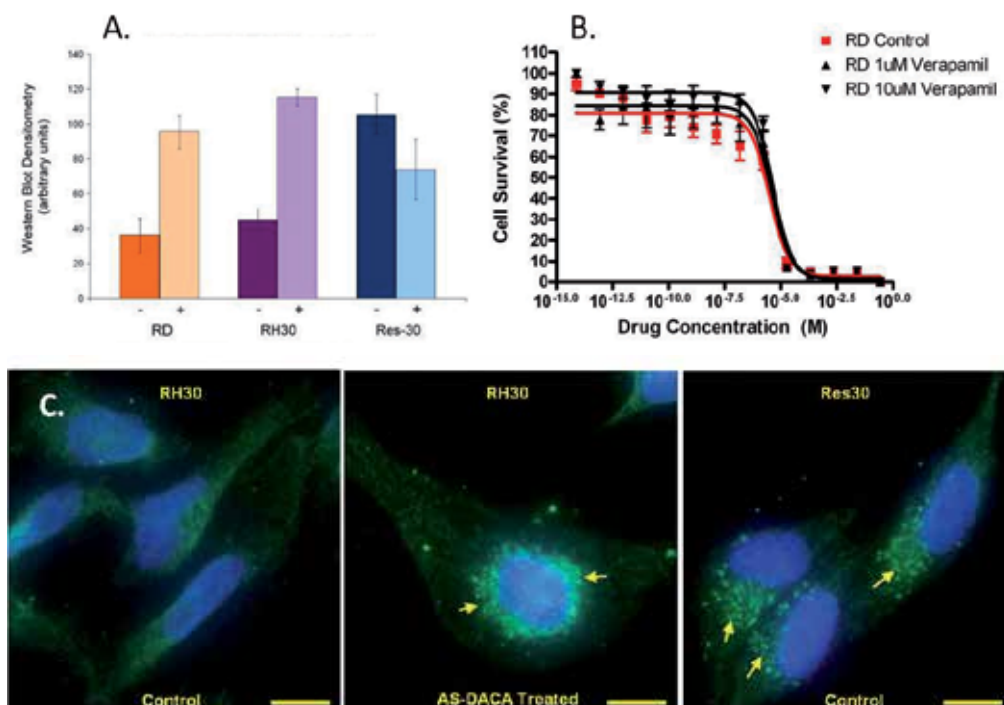 A.
Western Blot Densitometry
(arbitrary units)
140
120
100
80
60
40
20
0
- + - + - +
RD RH30 Res-30
B.
RD Control
RD 1uM Verapamil
RD 10uM Verapamil
Cell Survival (%)
110
100
90
80
70
60
50
40
30
20
10
0
10-15.0 10-12.5 10-10.0 10-7.5 10-5.0 10-2.5 100.0
Drug Concentration (M)
C.
RH30
Control
RH30
AS-DACA Treated
Res30
Control